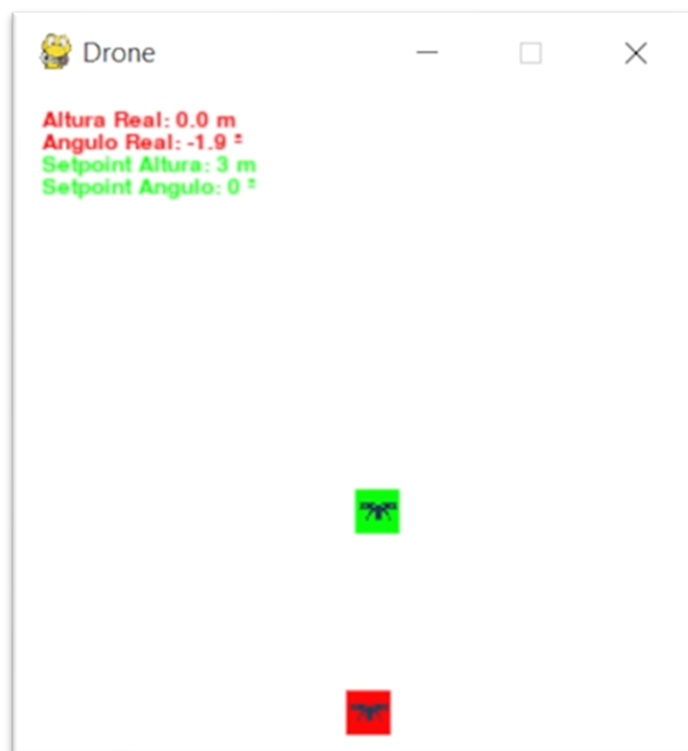 Drone
Altura Real: 0.0 m
Angulo Real: -1.9 º
Setpoint Altura: 3 m
Setpoint Angulo: 0 º